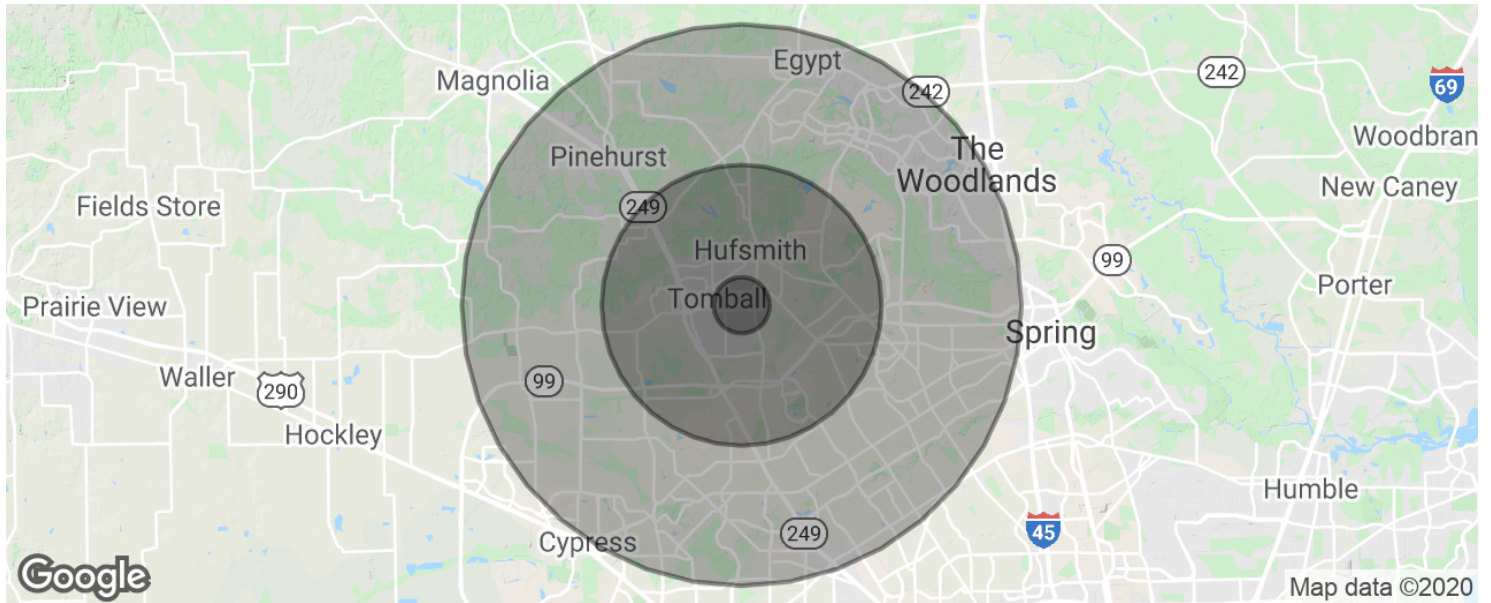 Egypt
242
69
Magnolia
242
Woodbran
The
Woodlands
Pinehurst
New Caney
Fields Store
249
Hufsmith
99
Porter
Tomball
Prairie View
Spring
Waller
290
99
Hockley
Humble
Cypress
249
45
Google
Map data ©2020